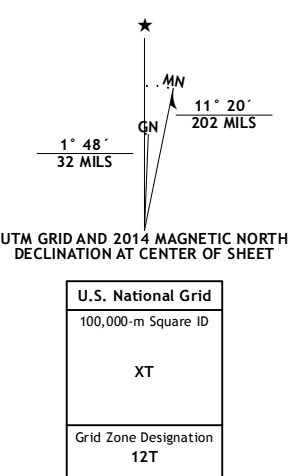 ★
MN
11° 20´
202 MILS
GN
1° 48´
32 MILS
UTM GRID AND 2014 MAGNETIC NORTH
DECLINATION AT CENTER OF SHEET
U.S. National Grid
100,000-m Square ID
XT
Grid Zone Designation
12T